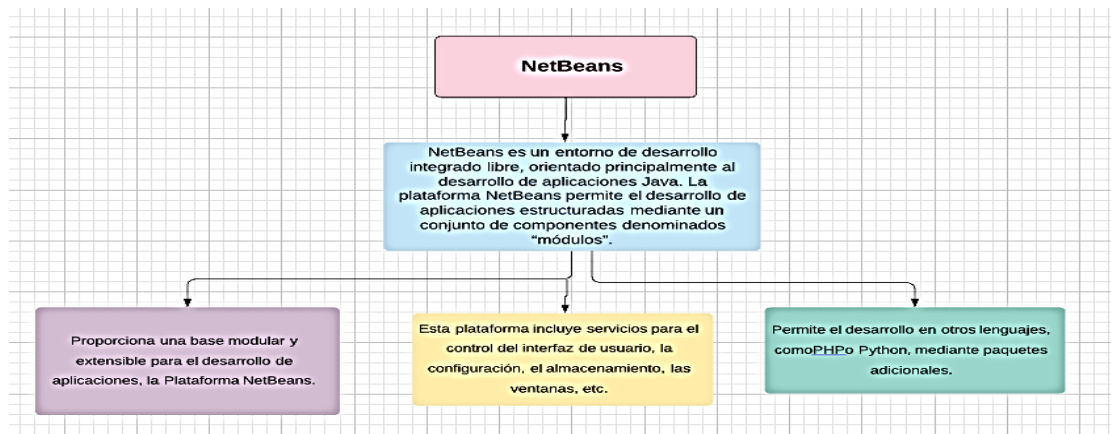 NetBeans
NetBeans es un entorno de desarrollo
integrado libre, orientado principalmente al
desarrollo de aplicaciones Java. La
plataforma NetBeans permite el desarrollo de
aplicaciones estructuradas mediante un
conjunto de componentes denominados
“módulos”.
Proporciona una base modular y
extensible para el desarrollo de
aplicaciones, la Plataforma NetBeans.
Esta plataforma incluye servicios para el
control del interfaz de usuario, la
configuración, el almacenamiento, las
ventanas, etc.
Permite el desarrollo en otros lenguajes,
comoPHPo Python, mediante paquetes
adicionales.